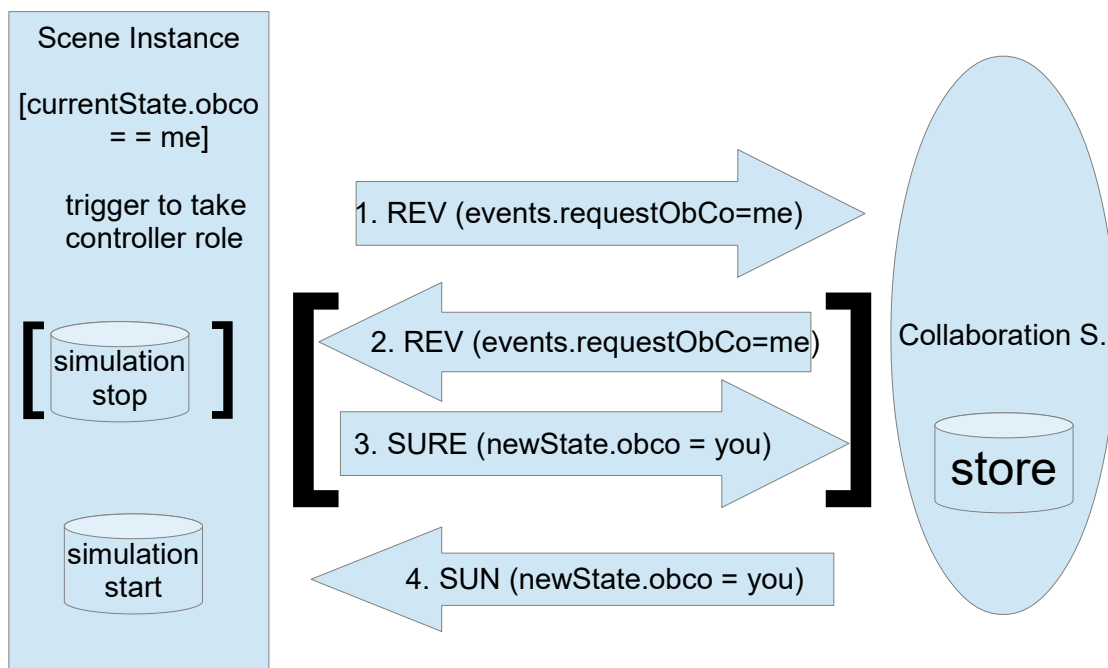 Scene Instance
[currentState.obco
= = me]
trigger to take
controller role
1. REV (events.requestObCo=me)
[
simulation
stop
]
[
2. REV (events.requestObCo=me)
3. SURE (newState.obco = you)
]
Collaboration S.
store
simulation
start
4. SUN (newState.obco = you)